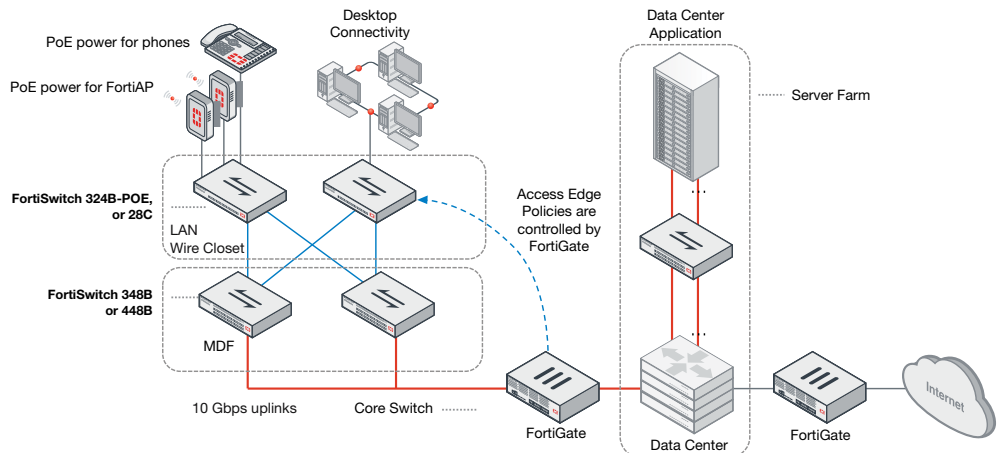 PoE power for phones
PoE power for FortiAP
Desktop
Connectivity
Data Center
Application
Server Farm
FortiSwitch 324B-POE,
or 28C
LAN
Wire Closet
Access Edge
Policies are
controlled by
FortiGate
FortiSwitch 348B
or 448B
MDF
10 Gbps uplinks
Core Switch
FortiGate
Data Center
FortiGate
Internet